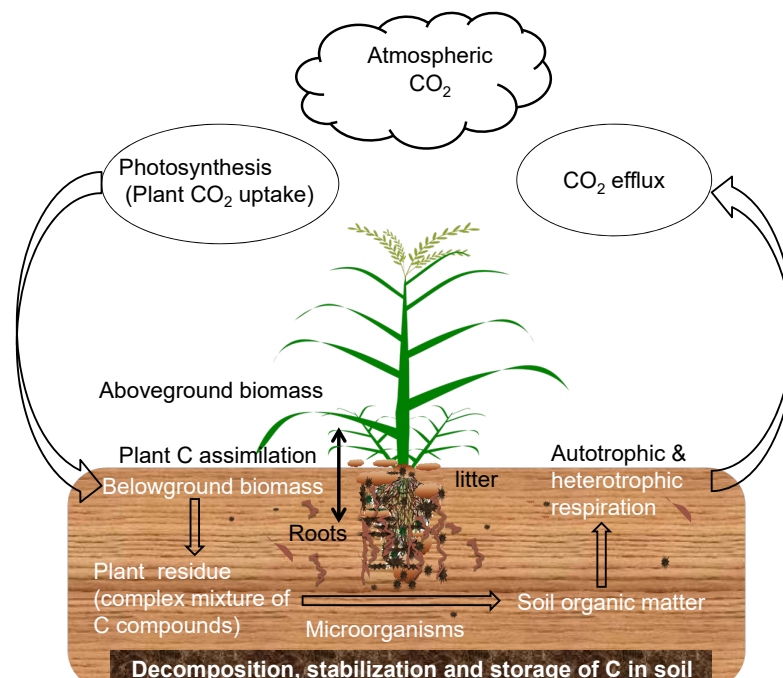 Atmospheric
CO₂
Photosynthesis
(Plant CO₂ uptake)
CO₂ efflux
Aboveground biomass
Plant C assimilation
Belowground biomass
litter
Autotrophic &
heterotrophic
respiration
Roots
Plant residue
(complex mixture of
C compounds)
Microorganisms
Soil organic matter
Decomposition, stabilization and storage of C in soil